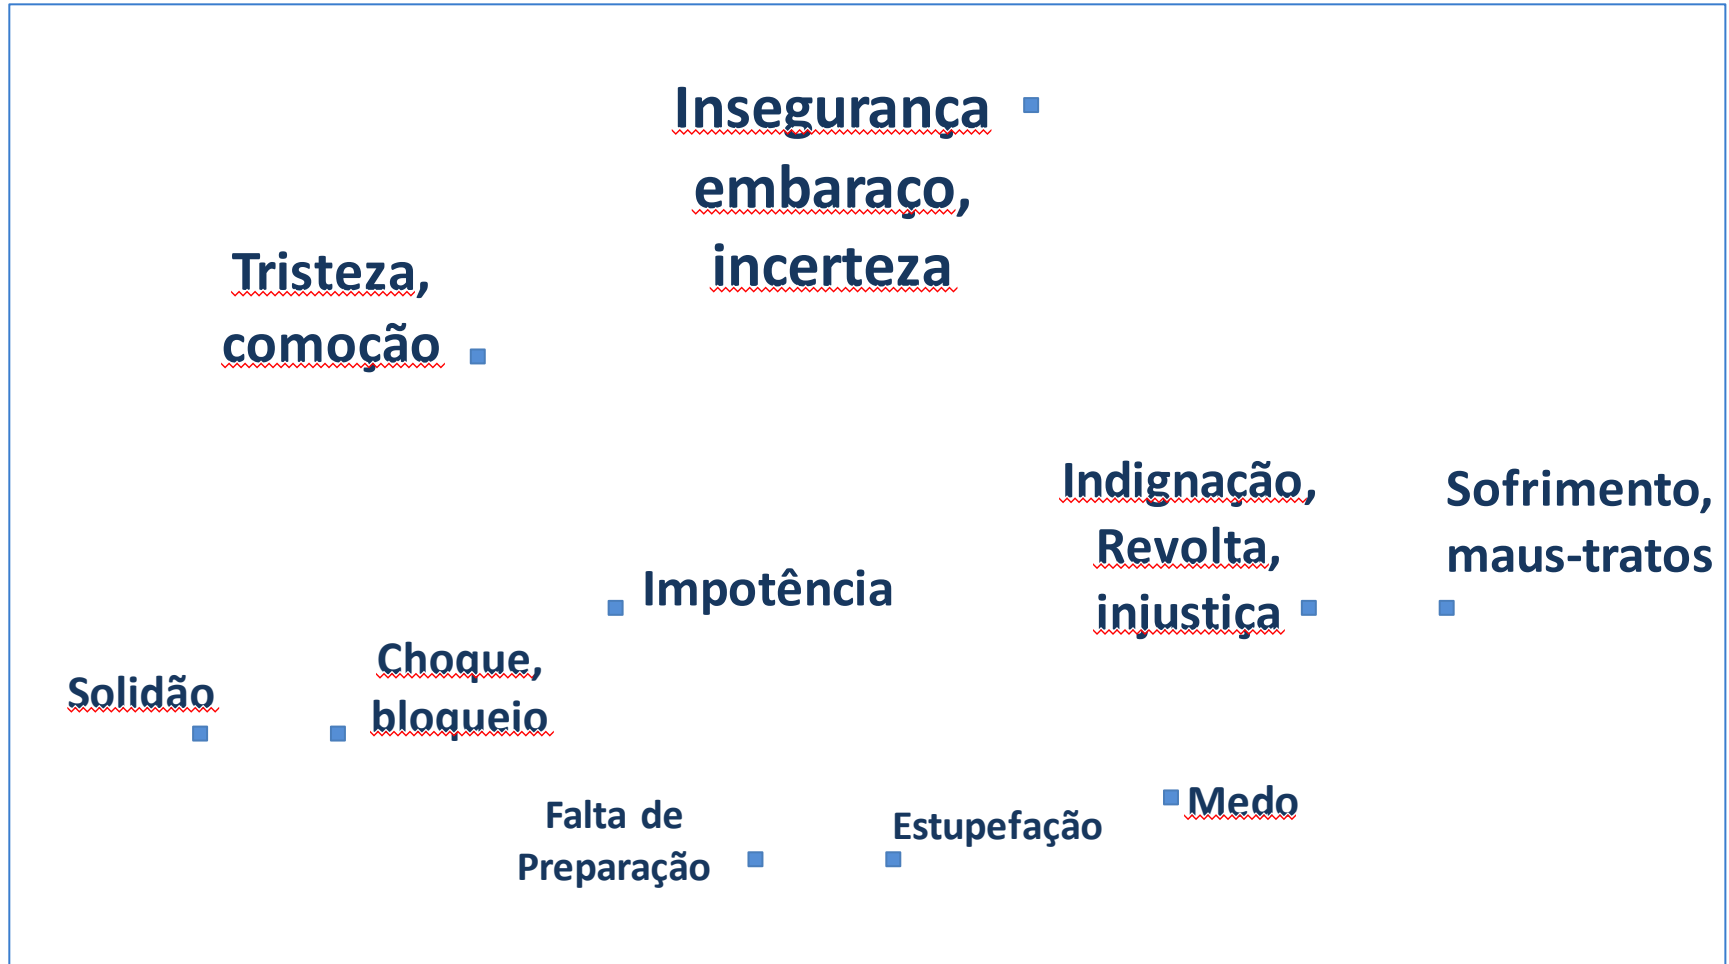 Insegurança
embaraço,
incerteza
Tristeza,
comoção
Indignação,
Revolta,
injustiça
Sofrimento,
maus-tratos
Impotência
Choque,
bloqueio
Solidão
Falta de
Preparação
Estupefação
Medo